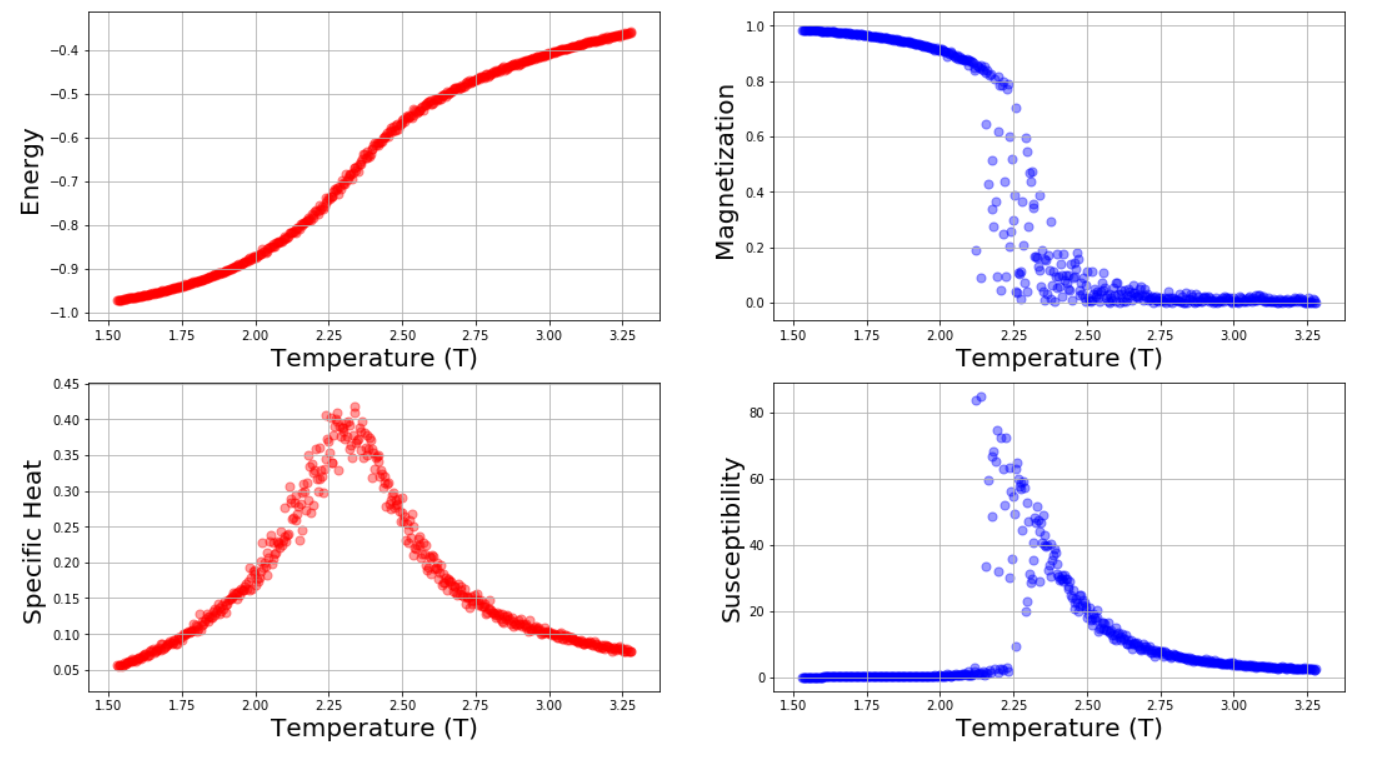 Energy
−0.4
−0.5
−0.6
−0.7
−0.8
−0.9
−1.0
1.50 1.75 2.00 2.25 2.50 2.75 3.00 3.25
Temperature (T)
Magnetization
1.0
0.8
0.6
0.4
0.2
0.0
1.50 1.75 2.00 2.25 2.50 2.75 3.00 3.25
Temperature (T)
Specific Heat
0.45
0.40
0.35
0.30
0.25
0.20
0.15
0.10
0.05
1.50 1.75 2.00 2.25 2.50 2.75 3.00 3.25
Temperature (T)
Susceptibility
80
60
40
20
0
1.50 1.75 2.00 2.25 2.50 2.75 3.00 3.25
Temperature (T)